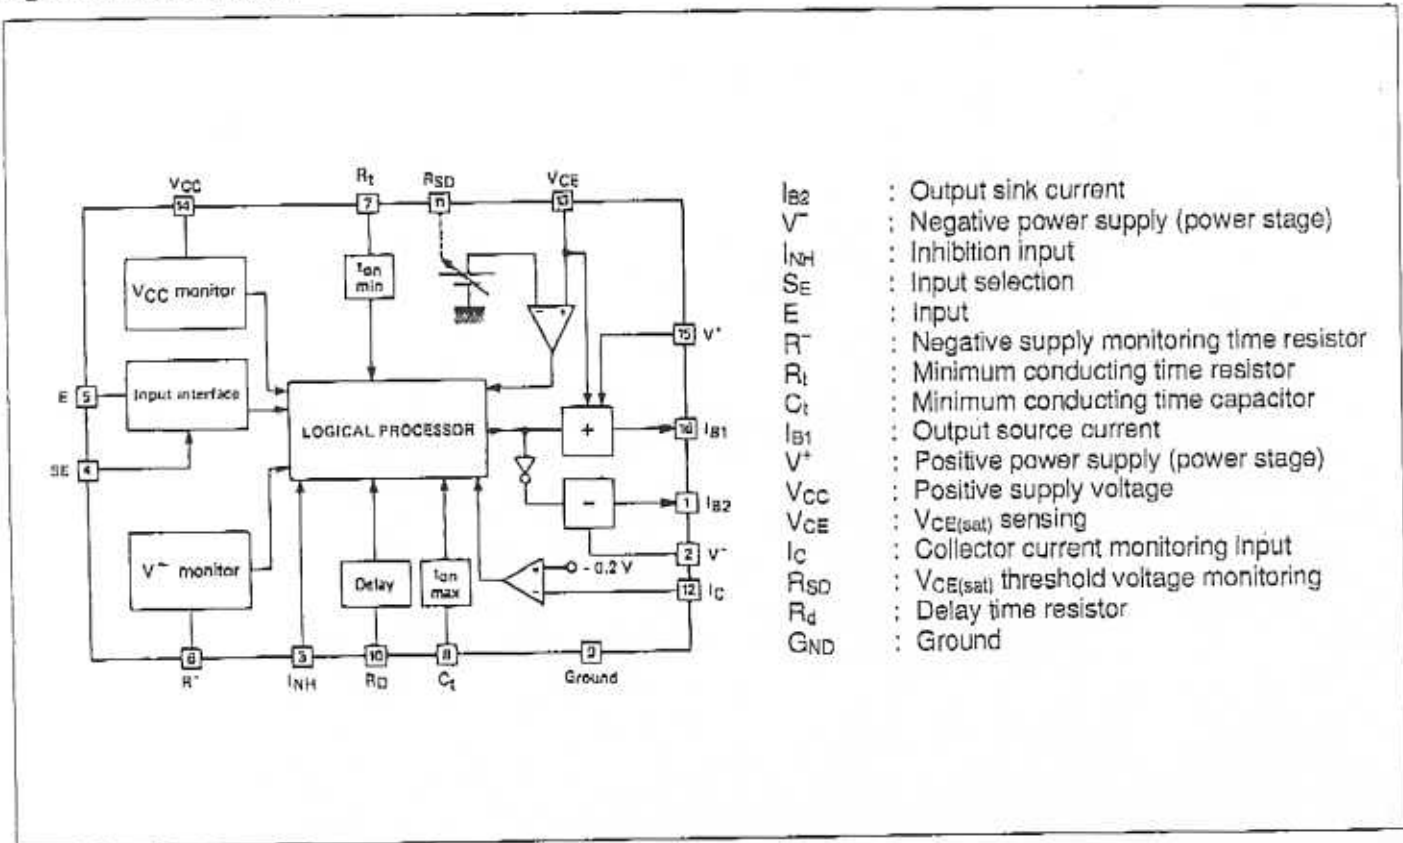 VCC
14
Rt
7
RSD
11
VCE
13
VCC monitor
ton
min
- +
15 V+
E 5
Input interface
LOGICAL PROCESSOR
+
16 IB1
SE 4
-
1 IB2
2 V-
V- monitor
Delay
ton
max
+
- 0.2 V
-
12 IC
6
R-
3
INH
10
RD
8
Ct
9
Ground
IB2 : Output sink current
V- : Negative power supply (power stage)
INH : Inhibition input
SE : Input selection
E : Input
R- : Negative supply monitoring time resistor
Rt : Minimum conducting time resistor
Ct : Minimum conducting time capacitor
IB1 : Output source current
V+ : Positive power supply (power stage)
VCC : Positive supply voltage
VCE : VCE(sat) sensing
IC : Collector current monitoring input
RSD : VCE(sat) threshold voltage monitoring
Rd : Delay time resistor
GND : Ground